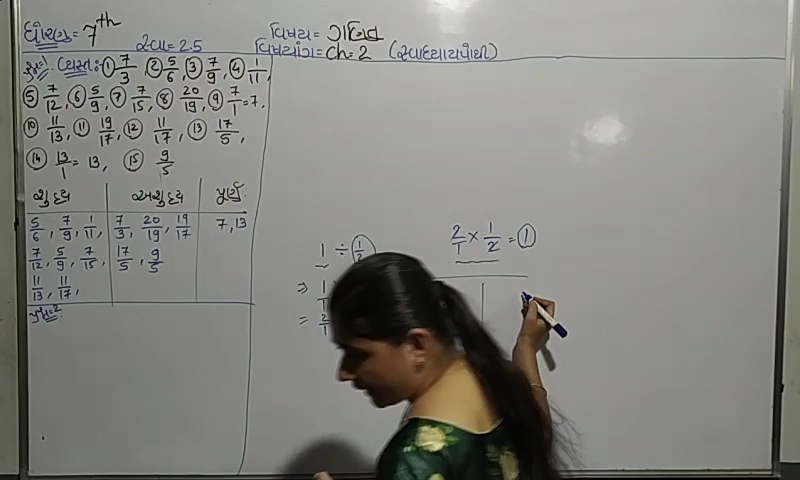 ધોરણ = 7th
વિષય = ગણિત
સ્વા = 2.5
વિષયાંગ = ch = 2 (સ્વાધ્યાયપોથી)
વ્યસ્ત :- ① 7/3, ② 5/6, ③ 7/9, ④ 1/11,
⑤ 7/12, ⑥ 5/9, ⑦ 7/15, ⑧ 20/19, ⑨ 7/1 = 7,
⑩ 11/13, ⑪ 19/17, ⑫ 11/17, ⑬ 17/5,
⑭ 13/1 = 13, ⑮ 9/5
શુદ્ધ અશુદ્ધ પૂર્ણ
5/6, 7/9, 1/11, 7/3, 20/19, 19/17 7, 13
7/12, 5/9, 7/15, 17/5, 9/5
11/13, 11/17,
1 ÷ 1/2
2/1 × 1/2 = 1
⇒ 1/1
= 2/1